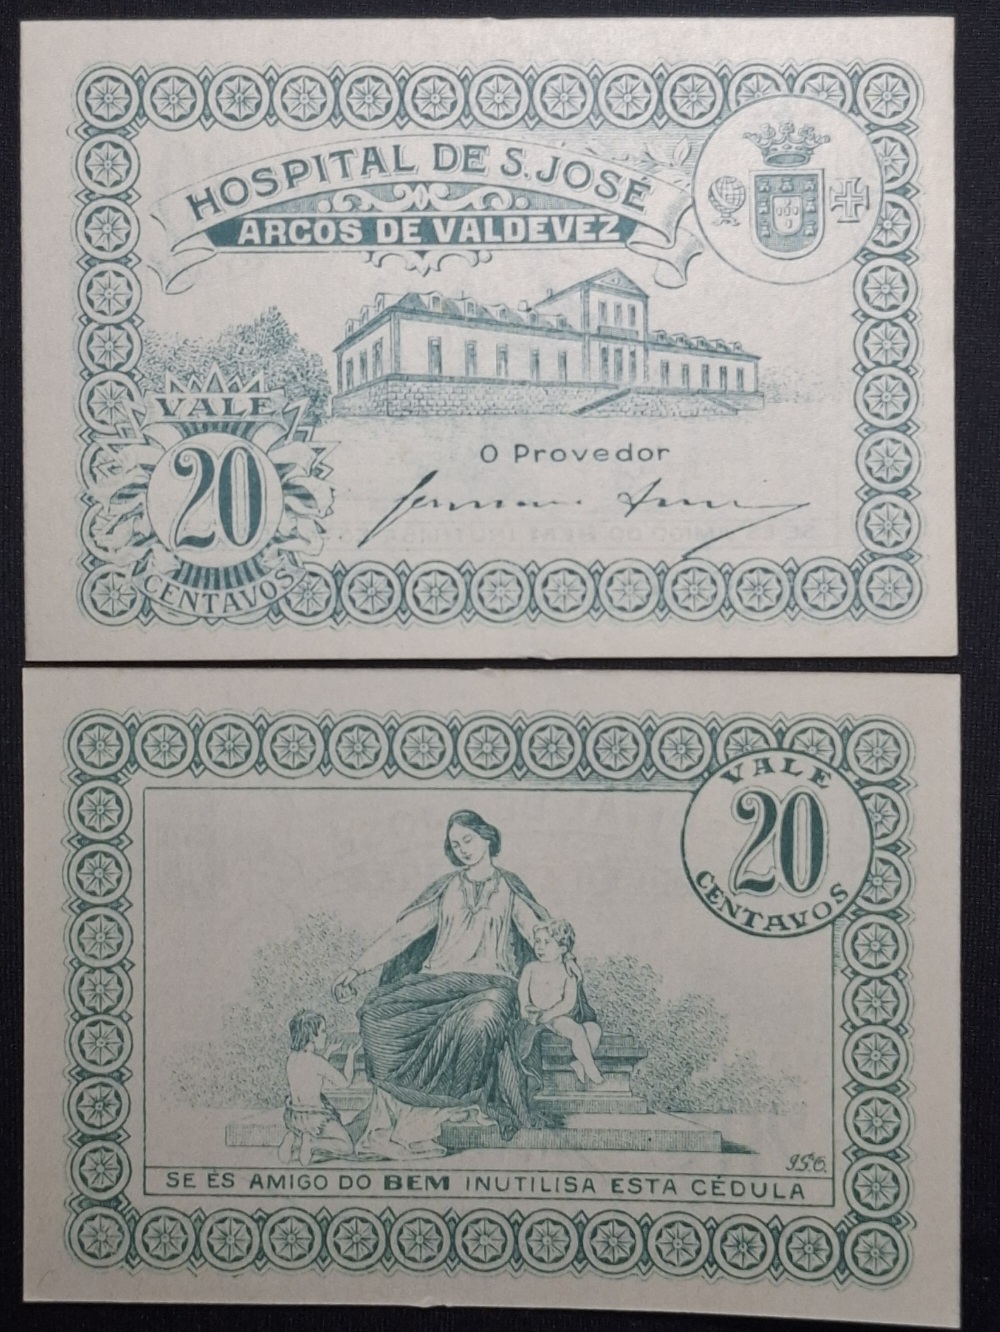 HOSPITAL DE S. JOSÉ
ARCOS DE VALDEVEZ
VALE
20
CENTAVOS
O Provedor
VALE
20
CENTAVOS
SE ÉS AMIGO DO BEM INUTILISA ESTA CÉDULA